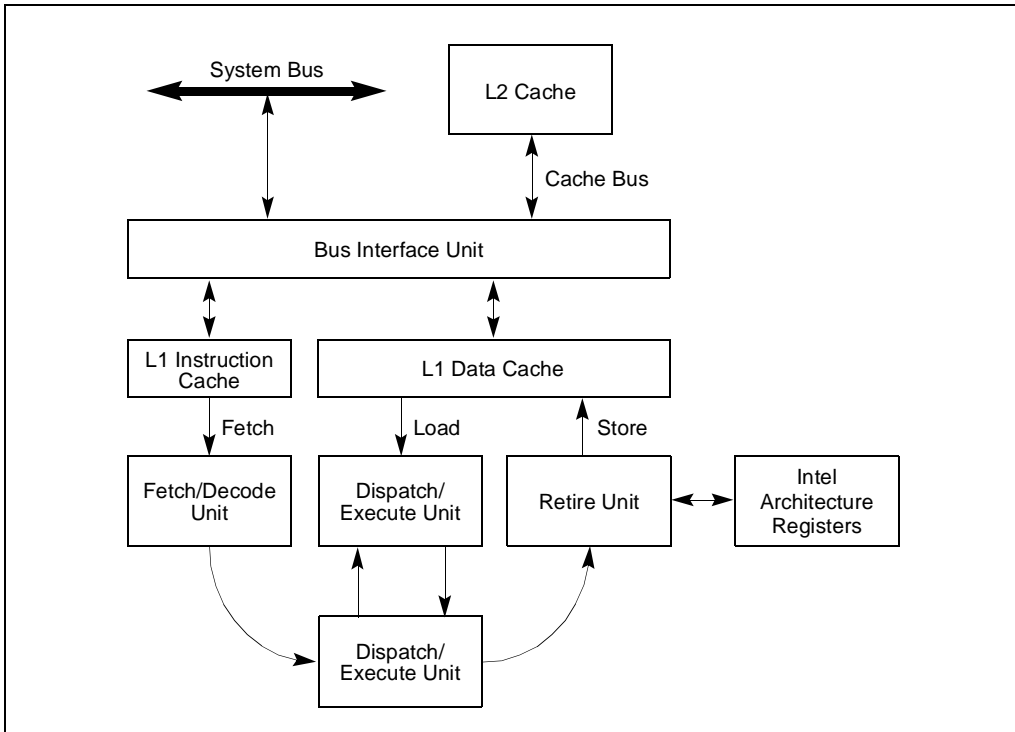 System Bus
L2 Cache
Cache Bus
Bus Interface Unit
L1 Instruction
Cache
L1 Data Cache
Fetch
Load
Store
Fetch/Decode
Unit
Dispatch/
Execute Unit
Retire Unit
Intel
Architecture
Registers
Dispatch/
Execute Unit